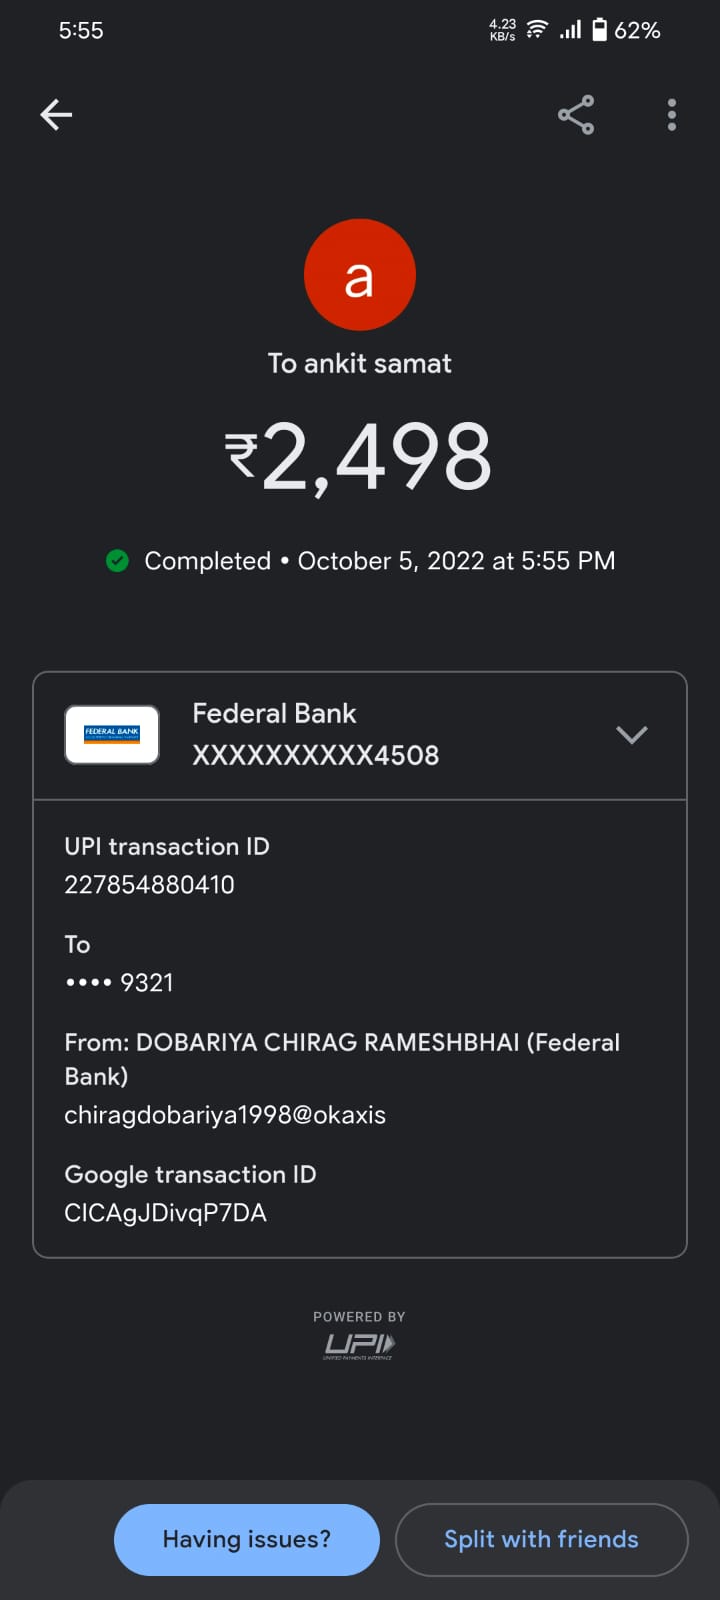 5:55
4.23
KB/s
62%
a
To ankit samat
₹2,498
Completed • October 5, 2022 at 5:55 PM
FEDERAL BANK
Federal Bank
XXXXXXXXXX4508
UPI transaction ID
227854880410
To
•••• 9321
From: DOBARIYA CHIRAG RAMESHBHAI (Federal
Bank)
chiragdobariya1998@okaxis
Google transaction ID
CICAgJDivqP7DA
POWERED BY
UPI
UNIFIED PAYMENTS INTERFACE
Having issues?
Split with friends